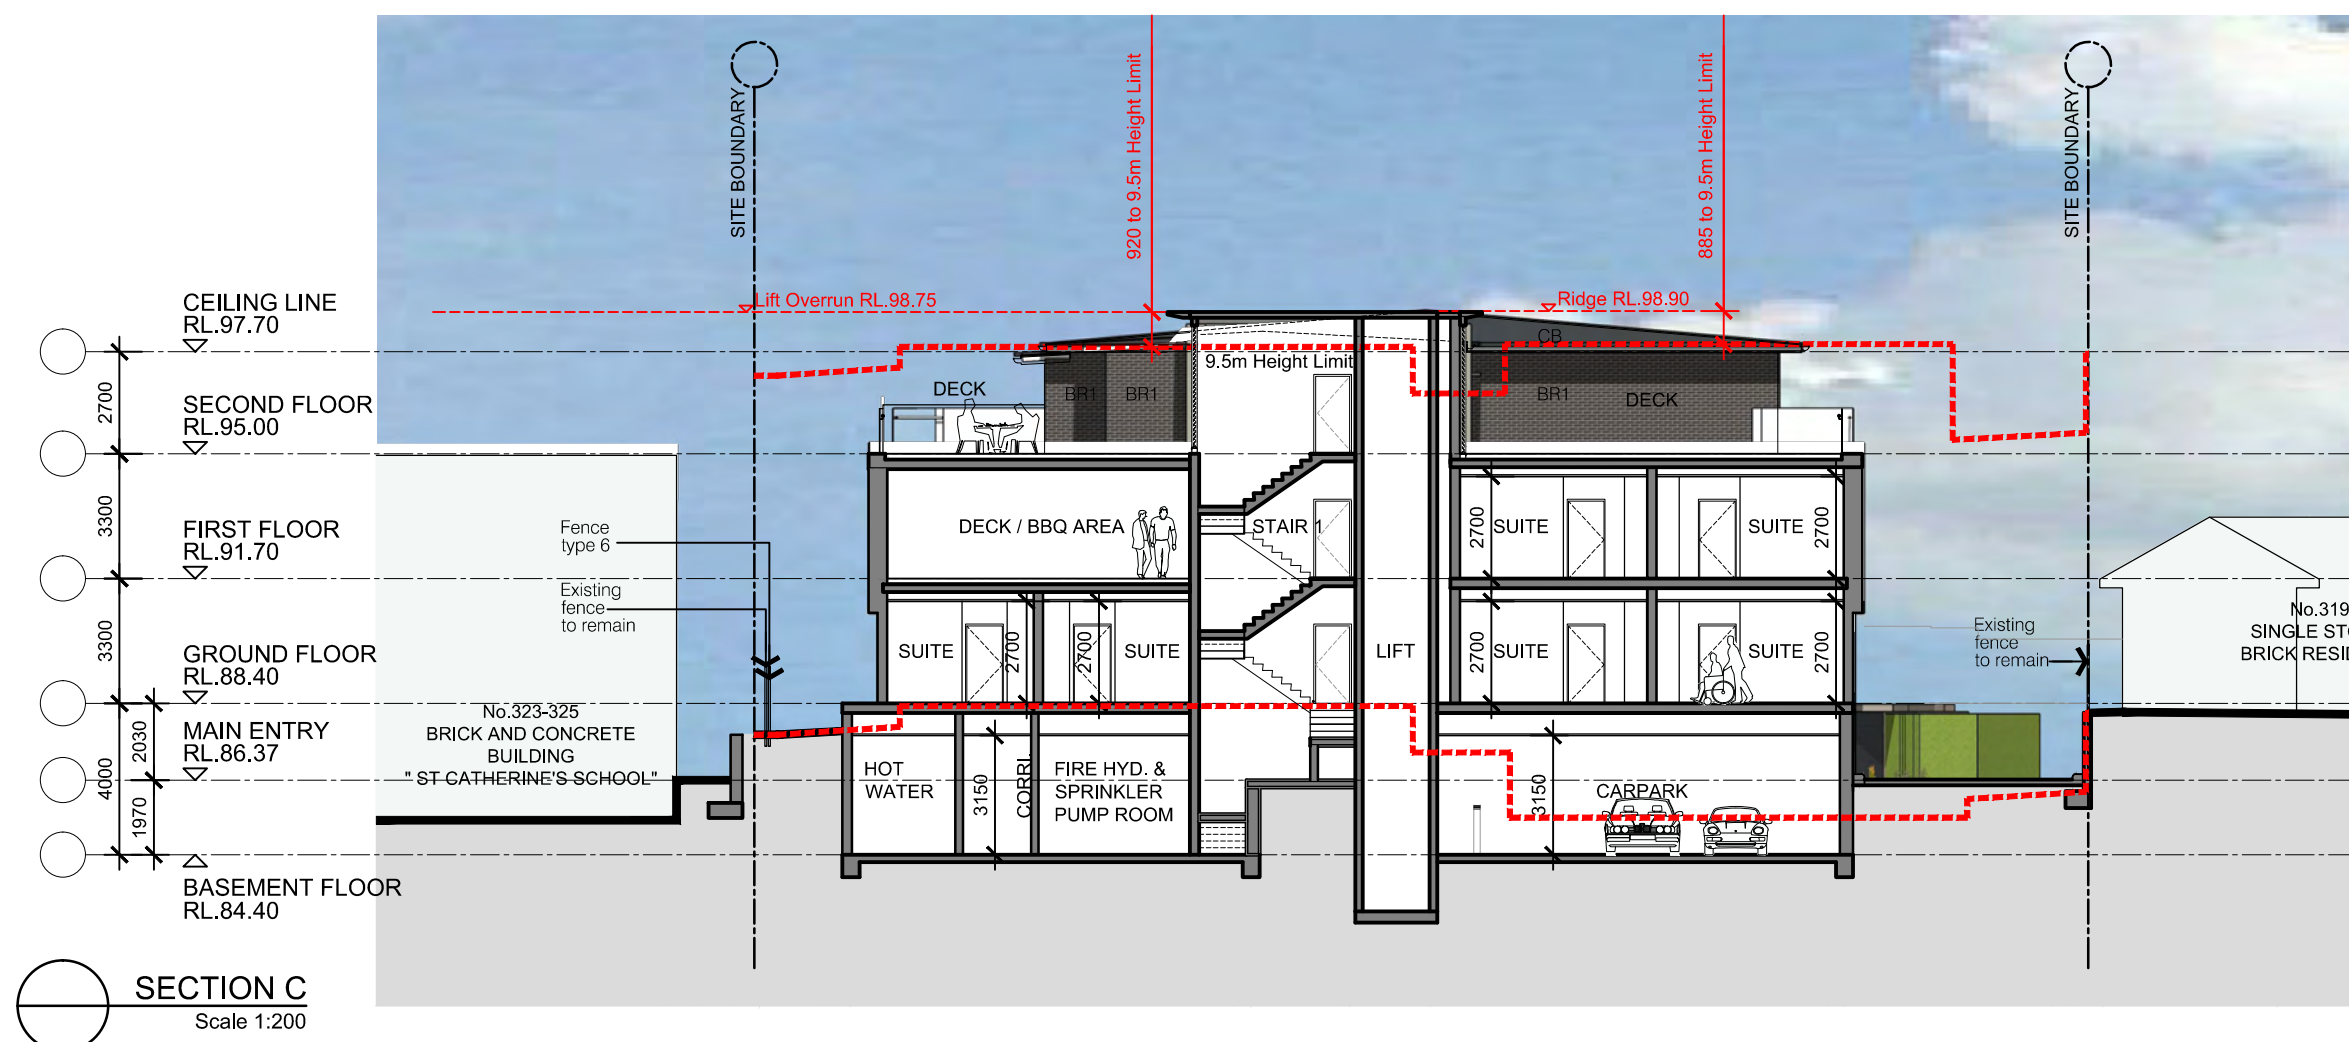 SITE BOUNDARY
920 to 9.5m Height Limit
885 to 9.5m Height Limit
SITE BOUNDARY
Lift Overrun RL.98.75
Ridge RL.98.90
CEILING LINE
RL.97.70
CB
9.5m Height Limit
2700
DECK
BR1
BR1
BR1
DECK
SECOND FLOOR
RL.95.00
3300
Fence
type 6
DECK / BBQ AREA
STAIR 1
2700
SUITE
SUITE
2700
FIRST FLOOR
RL.91.70
3300
Existing
fence
to remain
SUITE
2700
2700
SUITE
LIFT
2700
SUITE
SUITE
2700
Existing
fence
to remain
No.319
SINGLE STO
BRICK RESI
GROUND FLOOR
RL.88.40
2030
No.323-325
BRICK AND CONCRETE
BUILDING
" ST CATHERINE'S SCHOOL"
MAIN ENTRY
RL.86.37
4000
1970
HOT
WATER
3150
CORRI.
FIRE HYD. &
SPRINKLER
PUMP ROOM
3150
CARPARK
BASEMENT FLOOR
RL.84.40
SECTION C
Scale 1:200